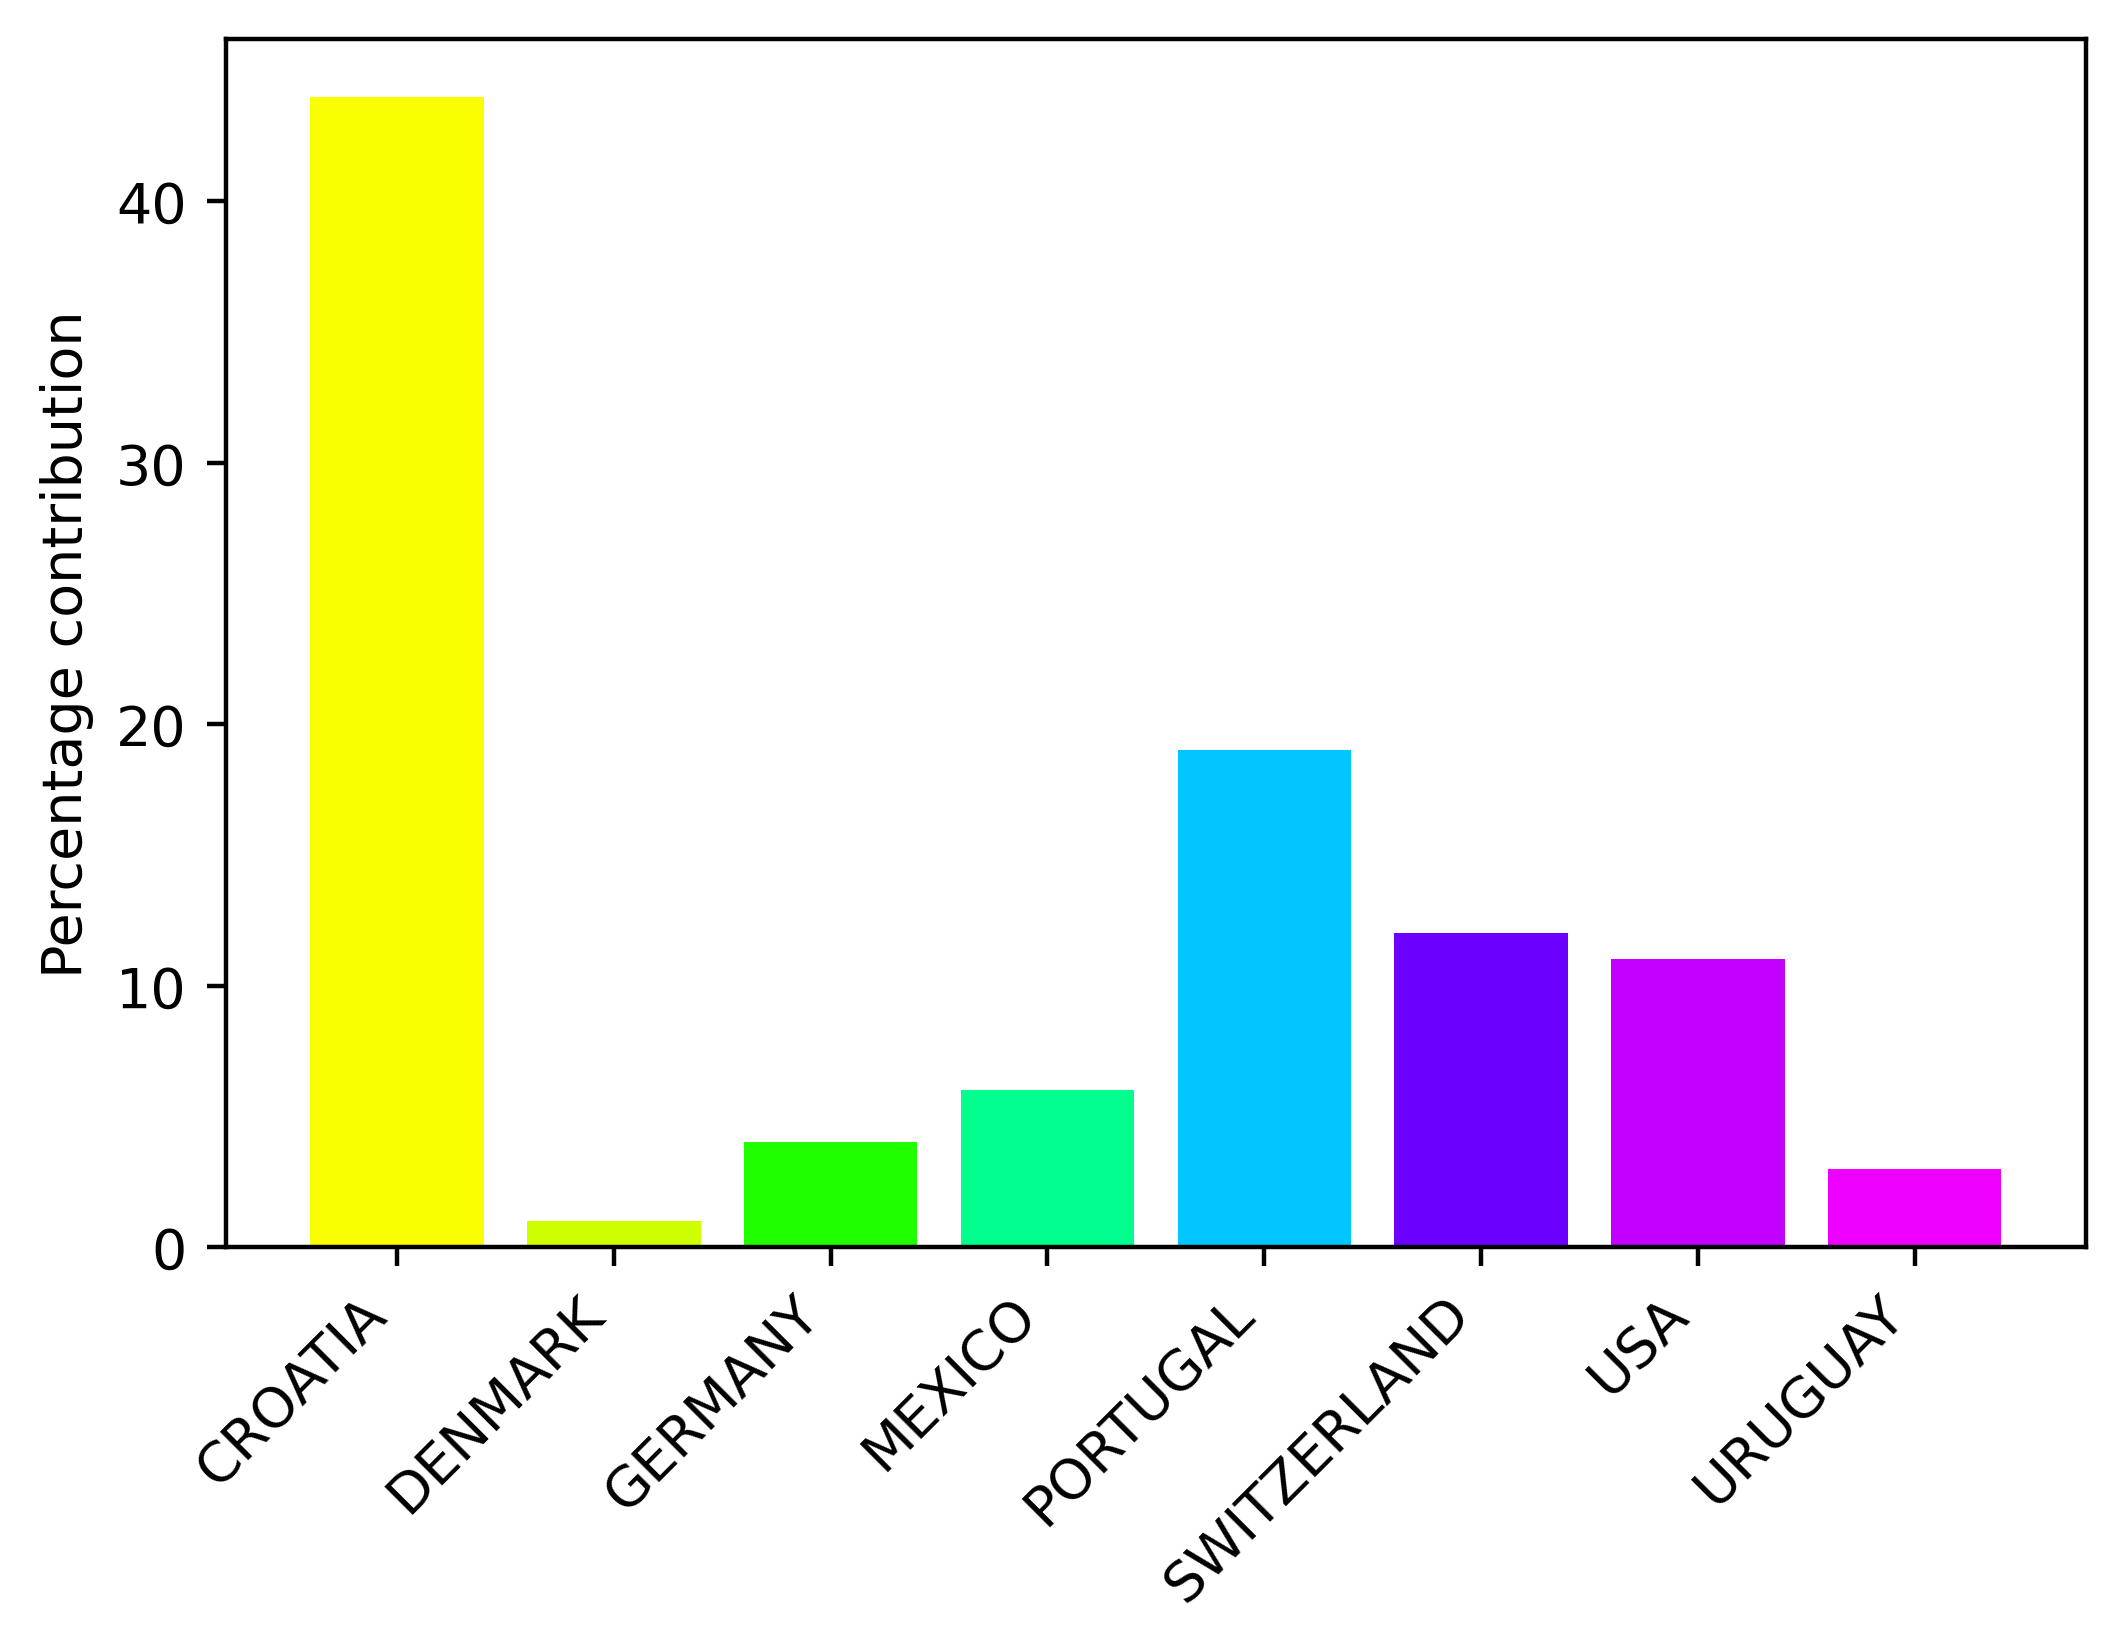 Percentage contribution
40
30
20
10
0
CROATIA
DENMARK
GERMANY
MEXICO
PORTUGAL
SWITZERLAND
USA
URUGUAY